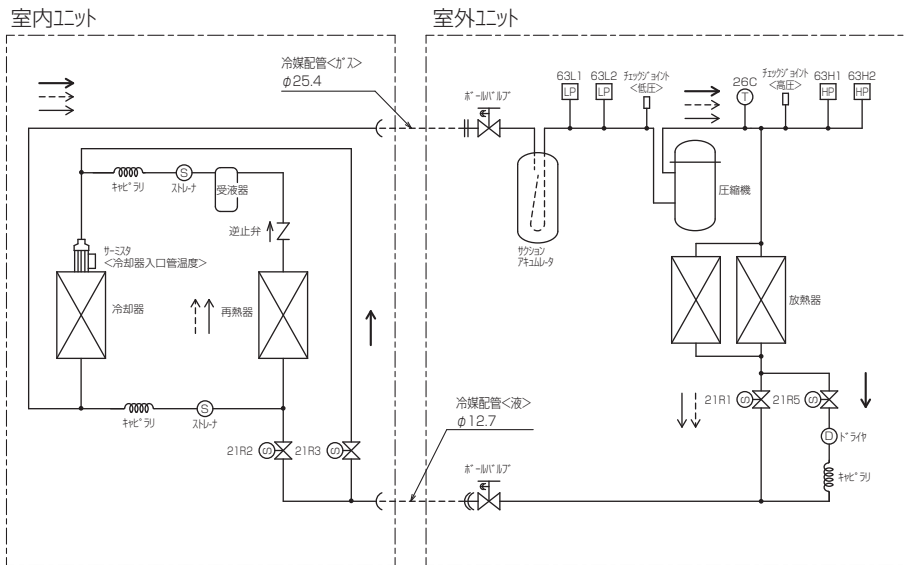 室内ユニット
室外ユニット
冷媒配管<ガス>
φ25.4
ボールバルブ
63L1
63L2
LP
LP
チェックジョイント
<低圧>
26C
T
チェックジョイント
<高圧>
63H1
63H2
HP
HP
キャピラリ
S
ストレーナ
受液器
逆止弁
サーミスタ
<冷却器入口管温度>
冷却器
再熱器
サクション
アキュムレータ
圧縮機
放熱器
キャピラリ
S
ストレーナ
21R2
S
21R3
S
冷媒配管<液>
φ12.7
ボールバルブ
21R1
S
21R5
S
D
ドライヤ
キャピラリ